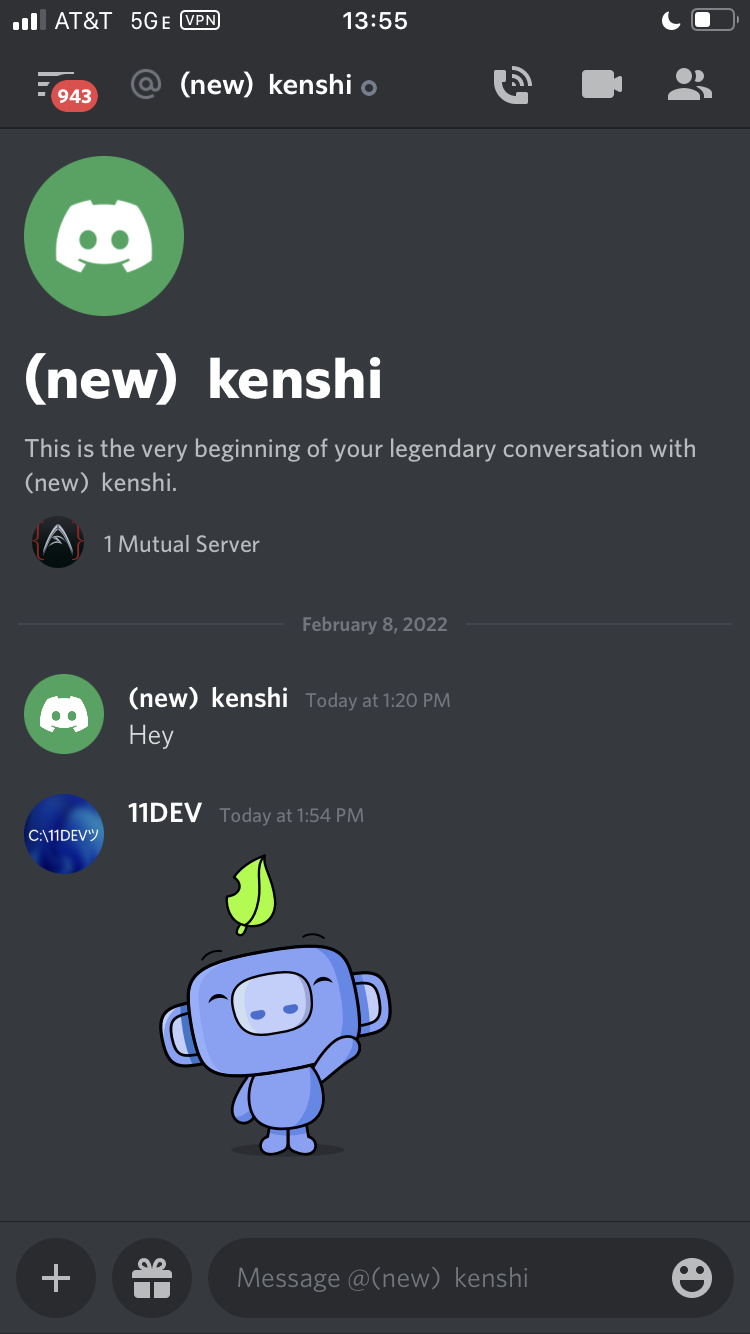 AT&T 5GE VPN 13:55
943 @ (new) kenshi
(new) kenshi
This is the very beginning of your legendary conversation with
(new) kenshi.
1 Mutual Server
February 8, 2022
(new) kenshi Today at 1:20 PM
Hey
11DEV Today at 1:54 PM
C:\11DEVツ
Message @(new) kenshi